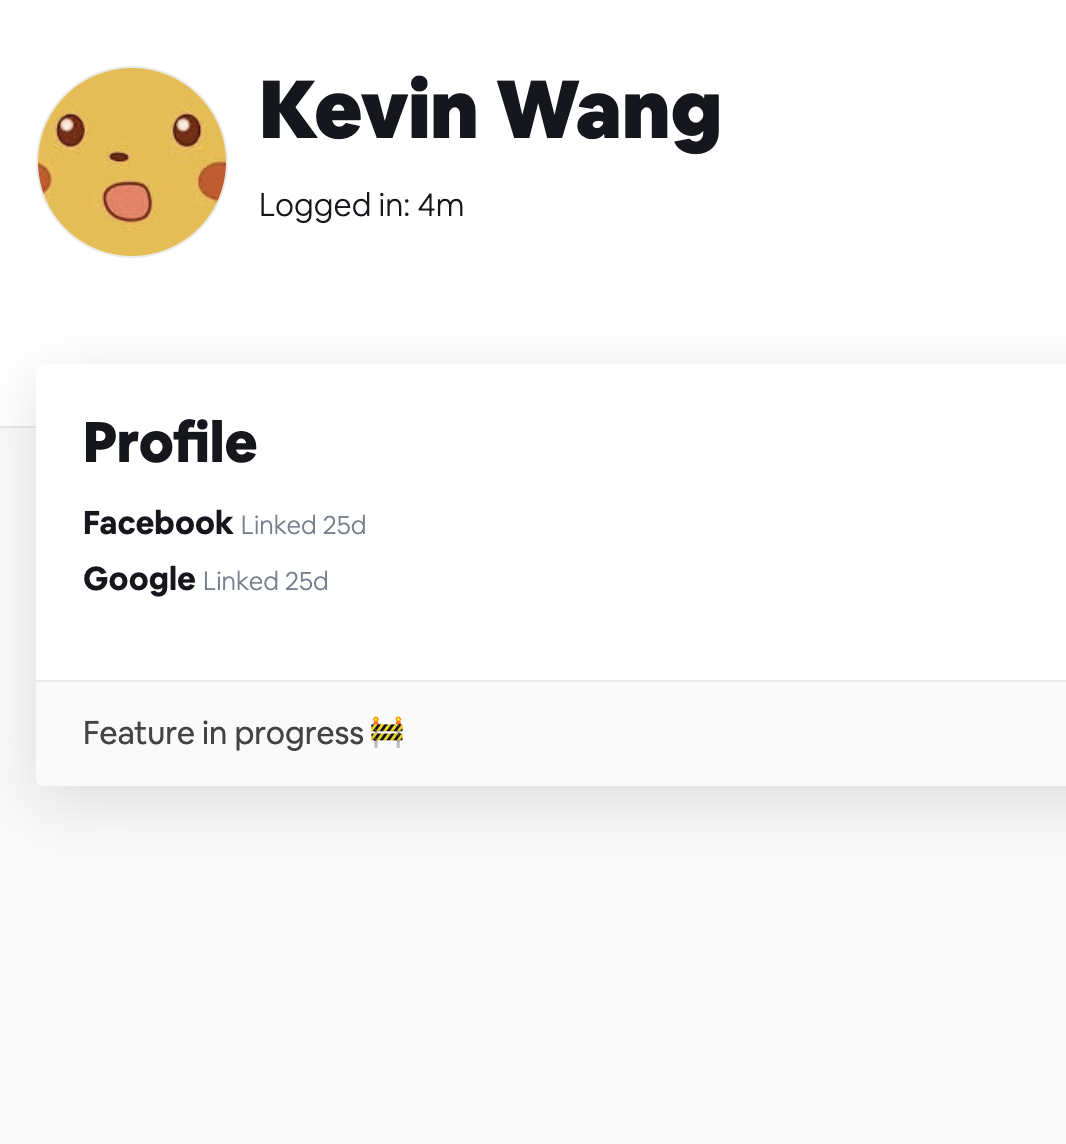 Kevin Wang
Logged in: 4m
Profile
Facebook Linked 25d
Google Linked 25d
Feature in progress 🚧